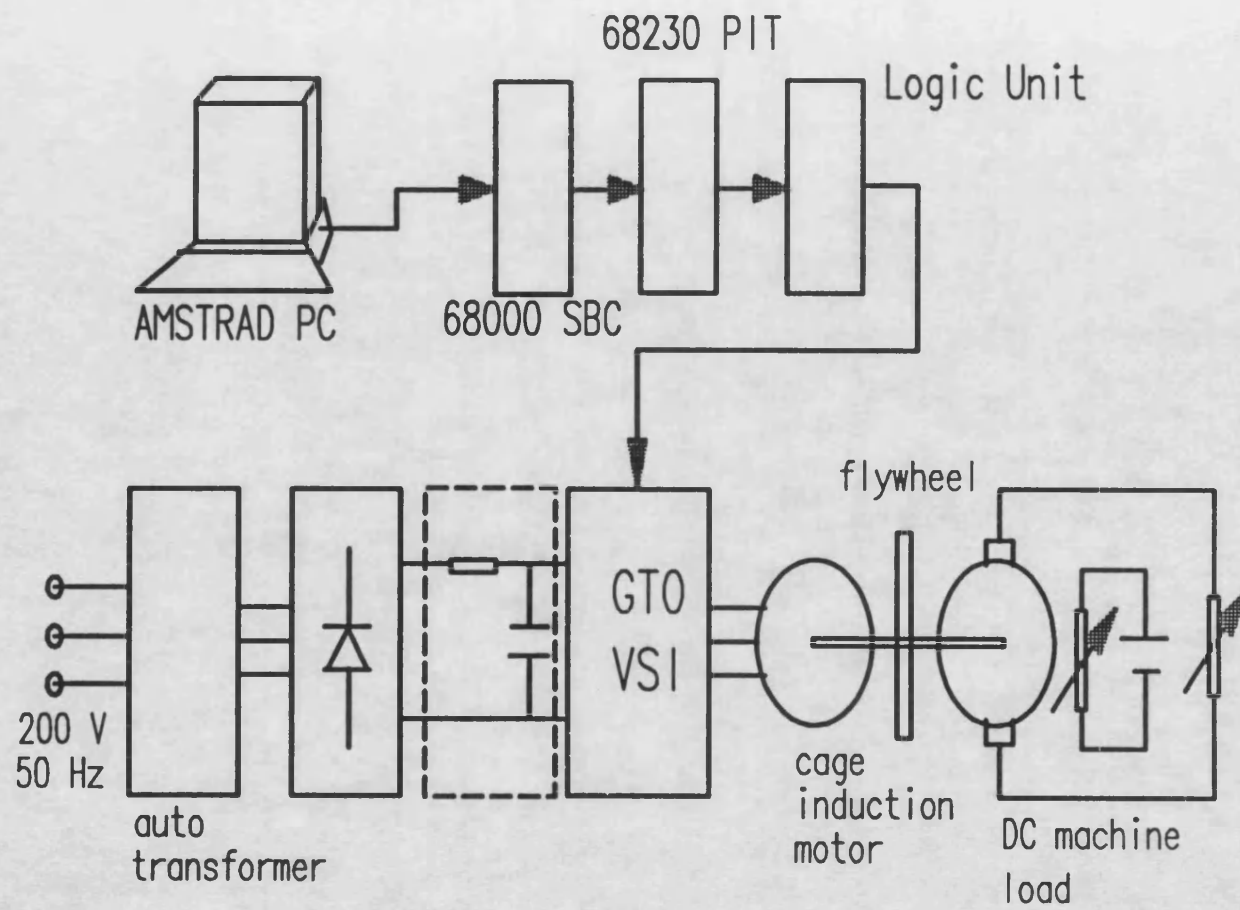 68230 PIT
Logic Unit
AMSTRAD PC
68000 SBC
flywheel
GTO
VSI
200 V
50 Hz
auto
transformer
cage
induction
motor
DC machine
load